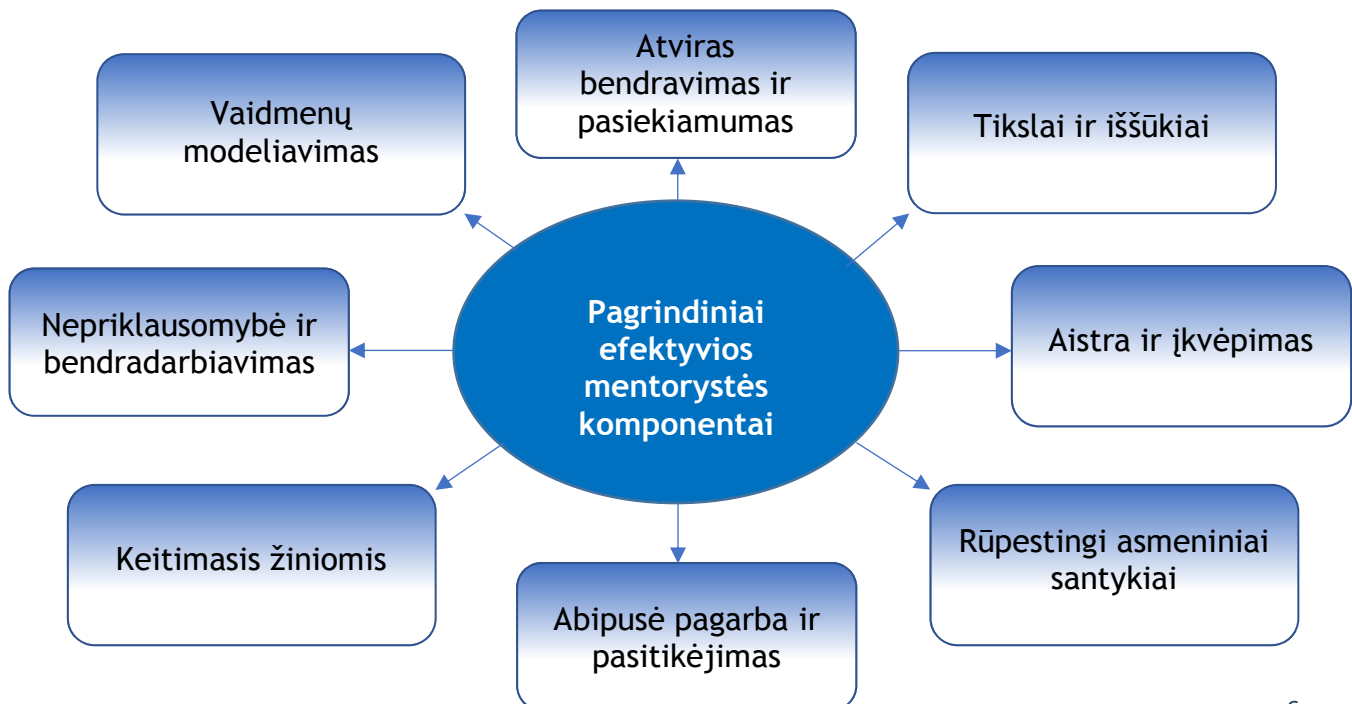 Atviras
bendravimas ir
pasiekiamumas
Vaidmenų
modeliavimas
Tikslai ir iššūkiai
Nepriklausomybė ir
bendradarbiavimas
Pagrindiniai
efektyvios
mentorystės
komponentai
Aistra ir įkvėpimas
Keitimasis žiniomis
Rūpestingi asmeniniai
santykiai
Abipusė pagarba ir
pasitikėjimas